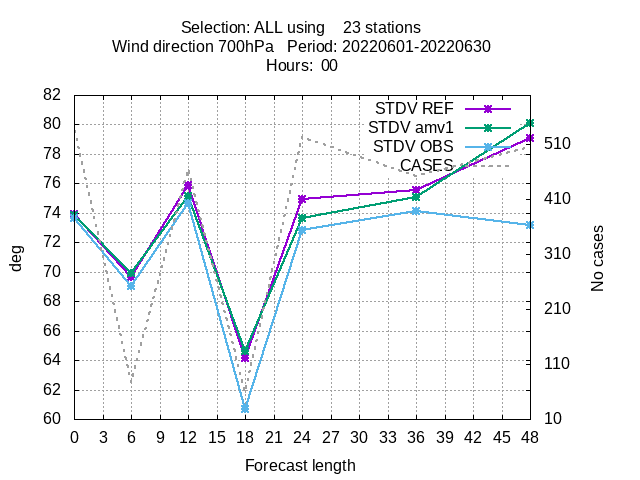 Selection: ALL using    23 stations
Wind direction 700hPa   Period: 20220601-20220630
Hours:  00
82
80
78
76
74
72
70
68
66
64
62
60
deg
STDV REF
STDV amv1
STDV OBS
CASES
510
410
310
210
110
10
No cases
0 3 6 9 12 15 18 21 24 27 30 33 36 39 42 45 48
Forecast length